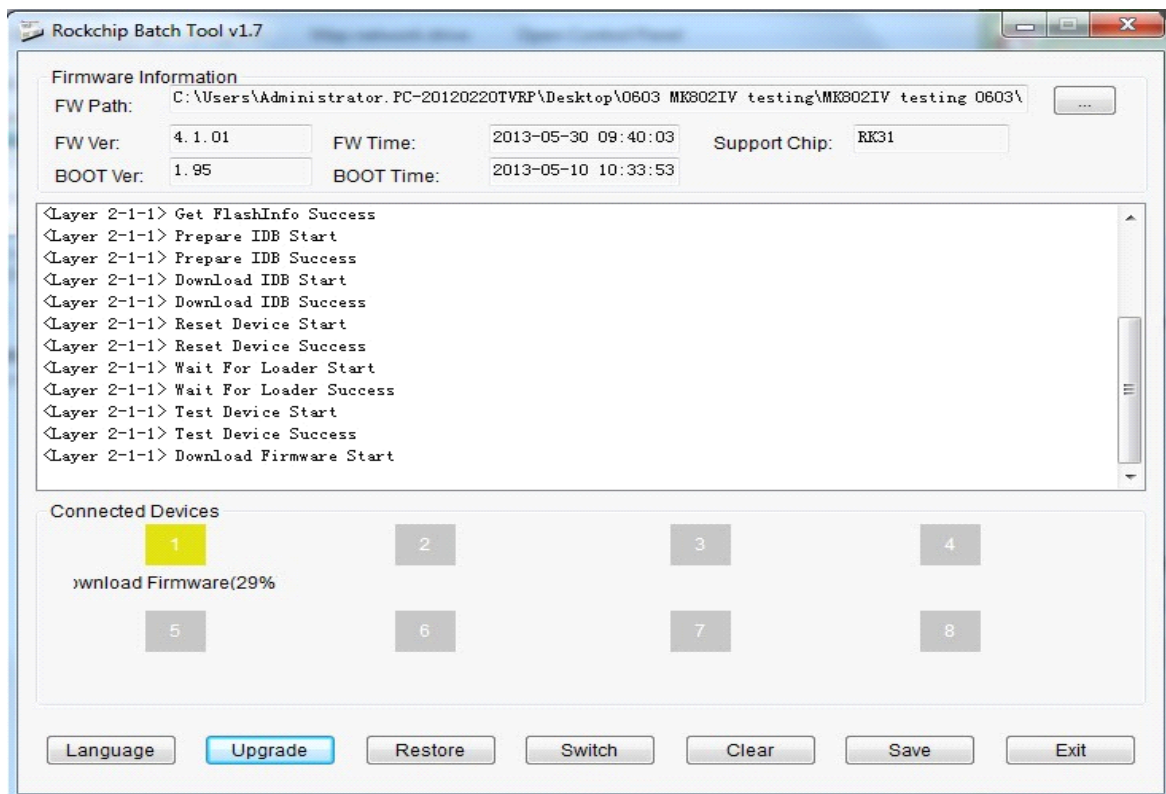 Rockchip Batch Tool v1.7
Map network drive Open Control Panel
Firmware Information
FW Path: C:\Users\Administrator.PC-20120220TVRP\Desktop\0603 MK802IV testing\MK802IV testing 0603\ ...
FW Ver: 4.1.01 FW Time: 2013-05-30 09:40:03 Support Chip: RK31
BOOT Ver: 1.95 BOOT Time: 2013-05-10 10:33:53
<Layer 2-1-1> Get FlashInfo Success
<Layer 2-1-1> Prepare IDB Start
<Layer 2-1-1> Prepare IDB Success
<Layer 2-1-1> Download IDB Start
<Layer 2-1-1> Download IDB Success
<Layer 2-1-1> Reset Device Start
<Layer 2-1-1> Reset Device Success
<Layer 2-1-1> Wait For Loader Start
<Layer 2-1-1> Wait For Loader Success
<Layer 2-1-1> Test Device Start
<Layer 2-1-1> Test Device Success
<Layer 2-1-1> Download Firmware Start
Connected Devices
1 2 3 4
ownload Firmware(29%
5 6 7 8
Language Upgrade Restore Switch Clear Save Exit